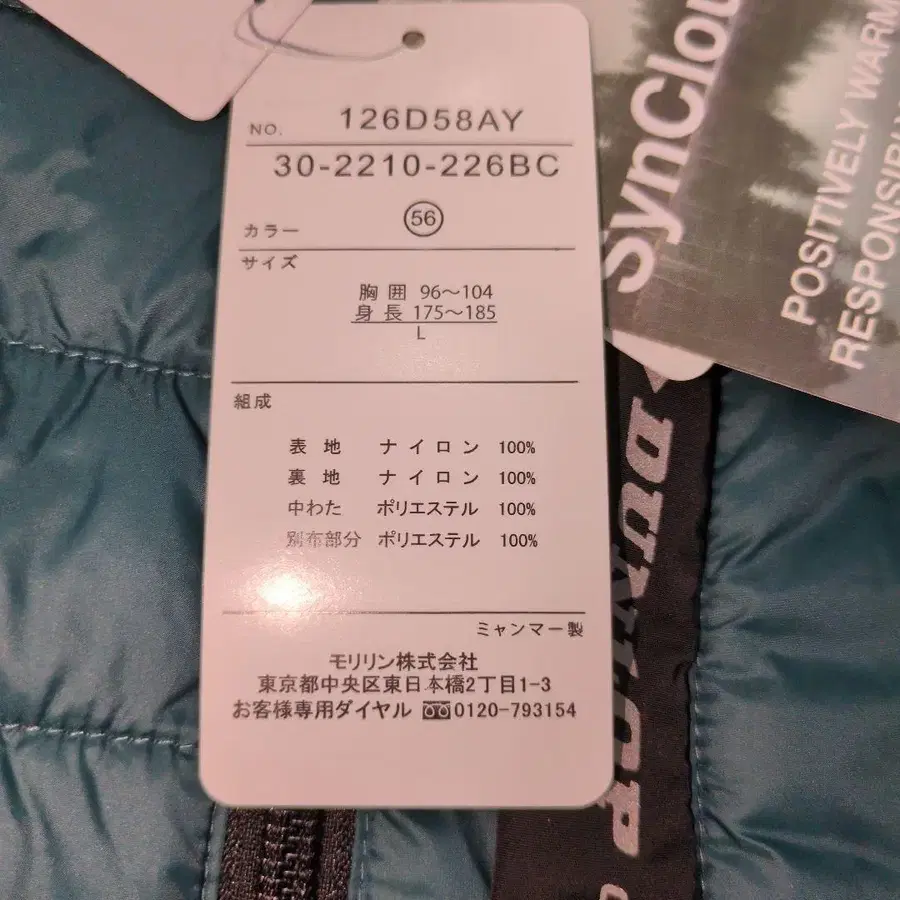 NO. 126D58AY
30-2210-226BC
カラー 56
サイズ
胸囲 96～104
身長 175～185
L
組成
表地 ナイロン 100%
裏地 ナイロン 100%
中わた ポリエステル 100%
別布部分 ポリエステル 100%
ミャンマー製
モリリン株式会社
東京都中央区東日本橋2丁目1-3
お客様専用ダイヤル 0120-793154
SynClou
POSITIVELY WARM
RESPONSIBL
DUNLOP